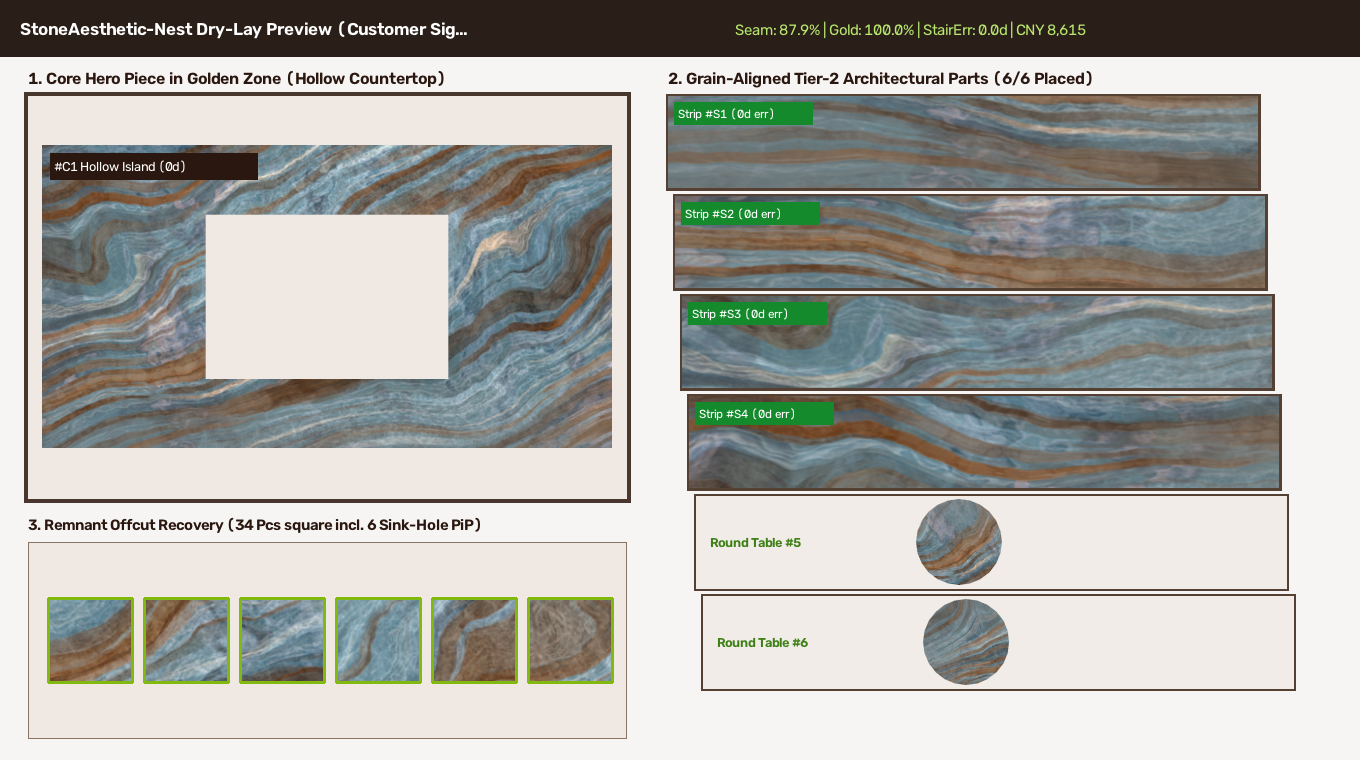 StoneAesthetic-Nest Dry-Lay Preview (Customer Sig...
Seam: 87.9% | Gold: 100.0% | StairErr: 0.0d | CNY 8,615
1. Core Hero Piece in Golden Zone (Hollow Countertop)
#C1 Hollow Island (0d)
3. Remnant Offcut Recovery (34 Pcs square incl. 6 Sink-Hole PiP)
2. Grain-Aligned Tier-2 Architectural Parts (6/6 Placed)
Strip #S1 (0d err)
Strip #S2 (0d err)
Strip #S3 (0d err)
Strip #S4 (0d err)
Round Table #5
Round Table #6